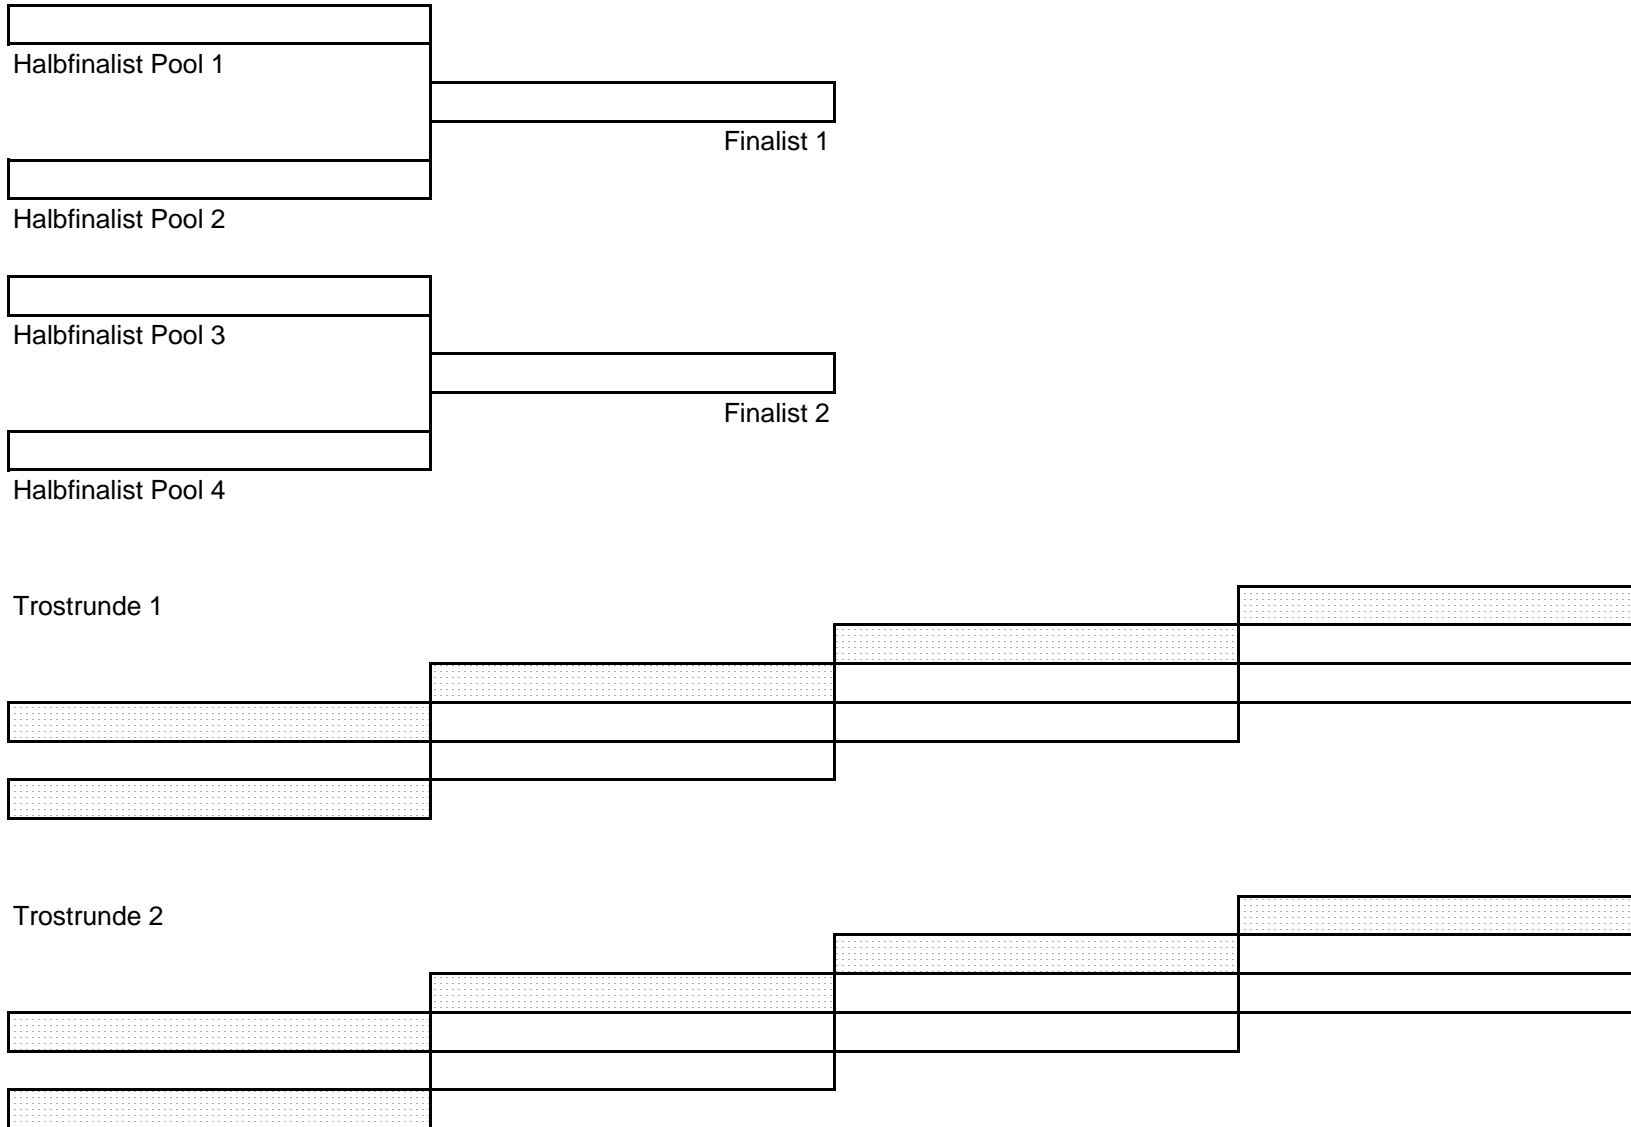 Halbfinalist Pool 1
Finalist 1
Halbfinalist Pool 2
Halbfinalist Pool 3
Finalist 2
Halbfinalist Pool 4
Trostrunde 1
Trostrunde 2